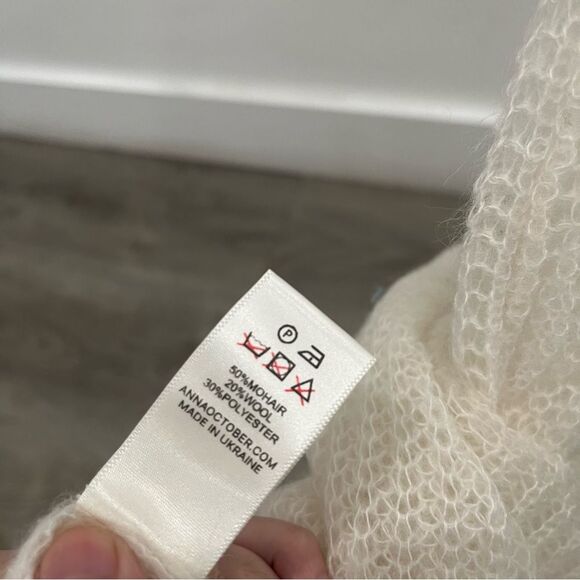 P
50%MOHAIR
20%WOOL
30%POLYESTER
ANNAOCTOBER.COM
MADE IN UKRAINE